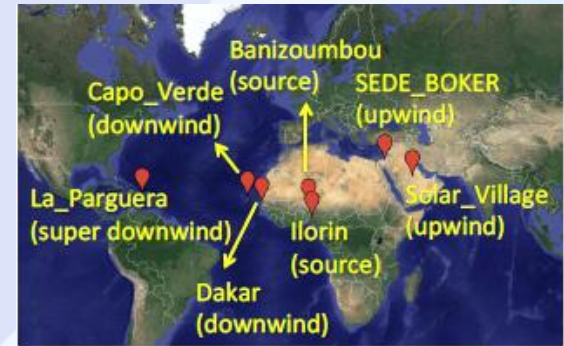 Banizoumbou
(source)
Capo_Verde
(downwind)
SEDE_BOKER
(upwind)
La_Parguera
(super downwind)
Solar_Village
(upwind)
Ilorin
(source)
Dakar
(downwind)